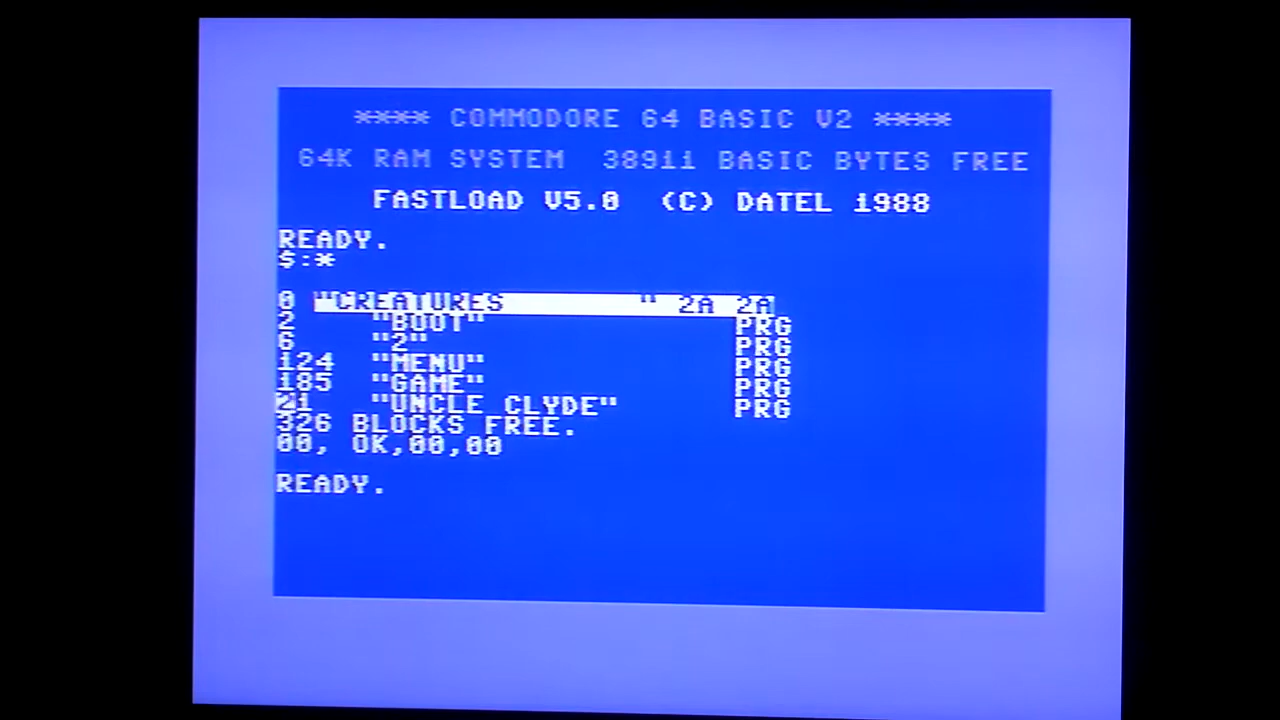 **** COMMODORE 64 BASIC V2 ****
64K RAM SYSTEM 38911 BASIC BYTES FREE
FASTLOAD V5.0 (C) DATEL 1988
READY.
$:*
0 "CREATURES " 2A 2A
2 "BOOT" PRG
6 "2" PRG
124 "MENU" PRG
185 "GAME" PRG
21 "UNCLE CLYDE" PRG
326 BLOCKS FREE.
00, OK,00,00
READY.